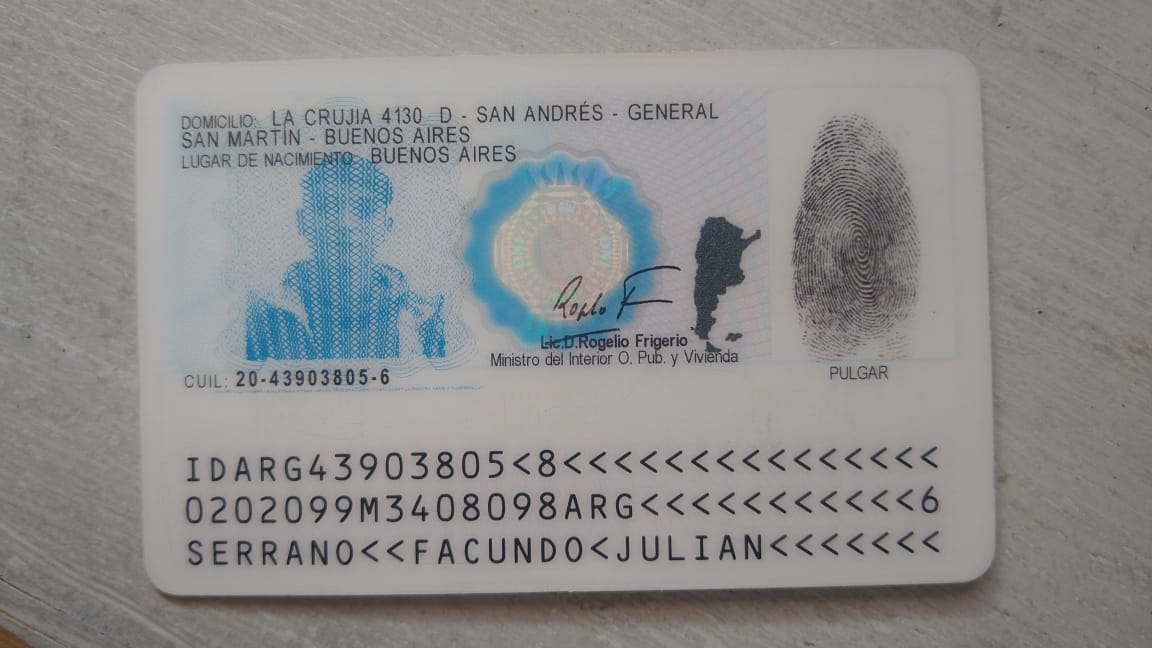 DOMICILIO: LA CRUJIA 4130 D - SAN ANDRÉS - GENERAL
SAN MARTÍN - BUENOS AIRES
LUGAR DE NACIMIENTO: BUENOS AIRES
Lic.D.Rogelio Frigerio
Ministro del Interior O. Pub. y Vivienda
CUIL: 20-43903805-6
PULGAR
IDARG43903805<8<<<<<<<<<<<<<<<
0202099M3408098ARG<<<<<<<<<<<6
SERRANO<<FACUNDO<JULIAN<<<<<<<